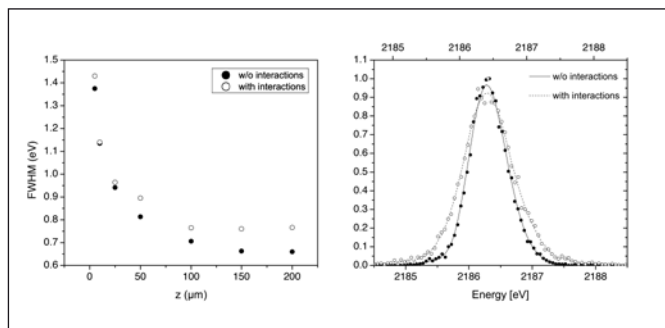 1.5
1.4
1.3
1.2
1.1
1.0
0.9
0.8
0.7
0.6
FWHM (eV)
w/o interactions
with interactions
0 50 100 150 200
z (µm)
2185 2186 2187 2188
1.0
0.9
0.8
0.7
0.6
0.5
0.4
0.3
0.2
0.1
0.0
w/o interactions
with interactions
2185 2186 2187 2188
Energy [eV]